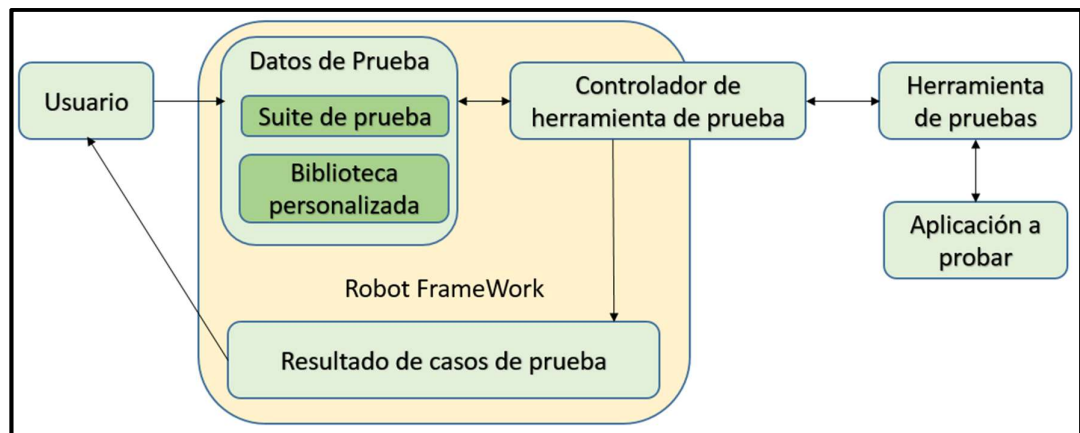 Usuario
Datos de Prueba
Suite de prueba
Biblioteca
personalizada
Controlador de
herramienta de prueba
Herramienta
de pruebas
Aplicación a
probar
Robot FrameWork
Resultado de casos de prueba